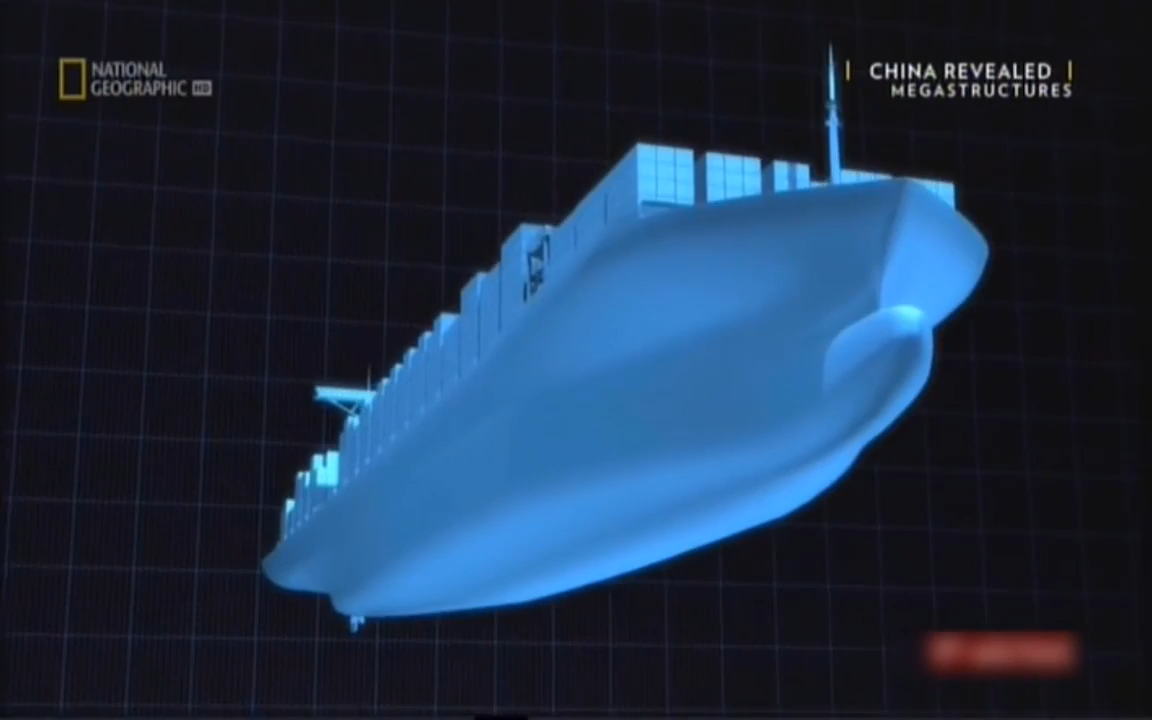 NATIONAL
GEOGRAPHIC HD
CHINA REVEALED
MEGASTRUCTURES